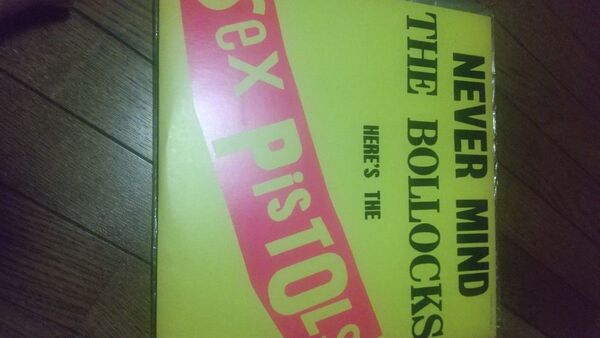 NEVER MIND
THE BOLLOCKS
HERE'S THE
Sex PisTOLS